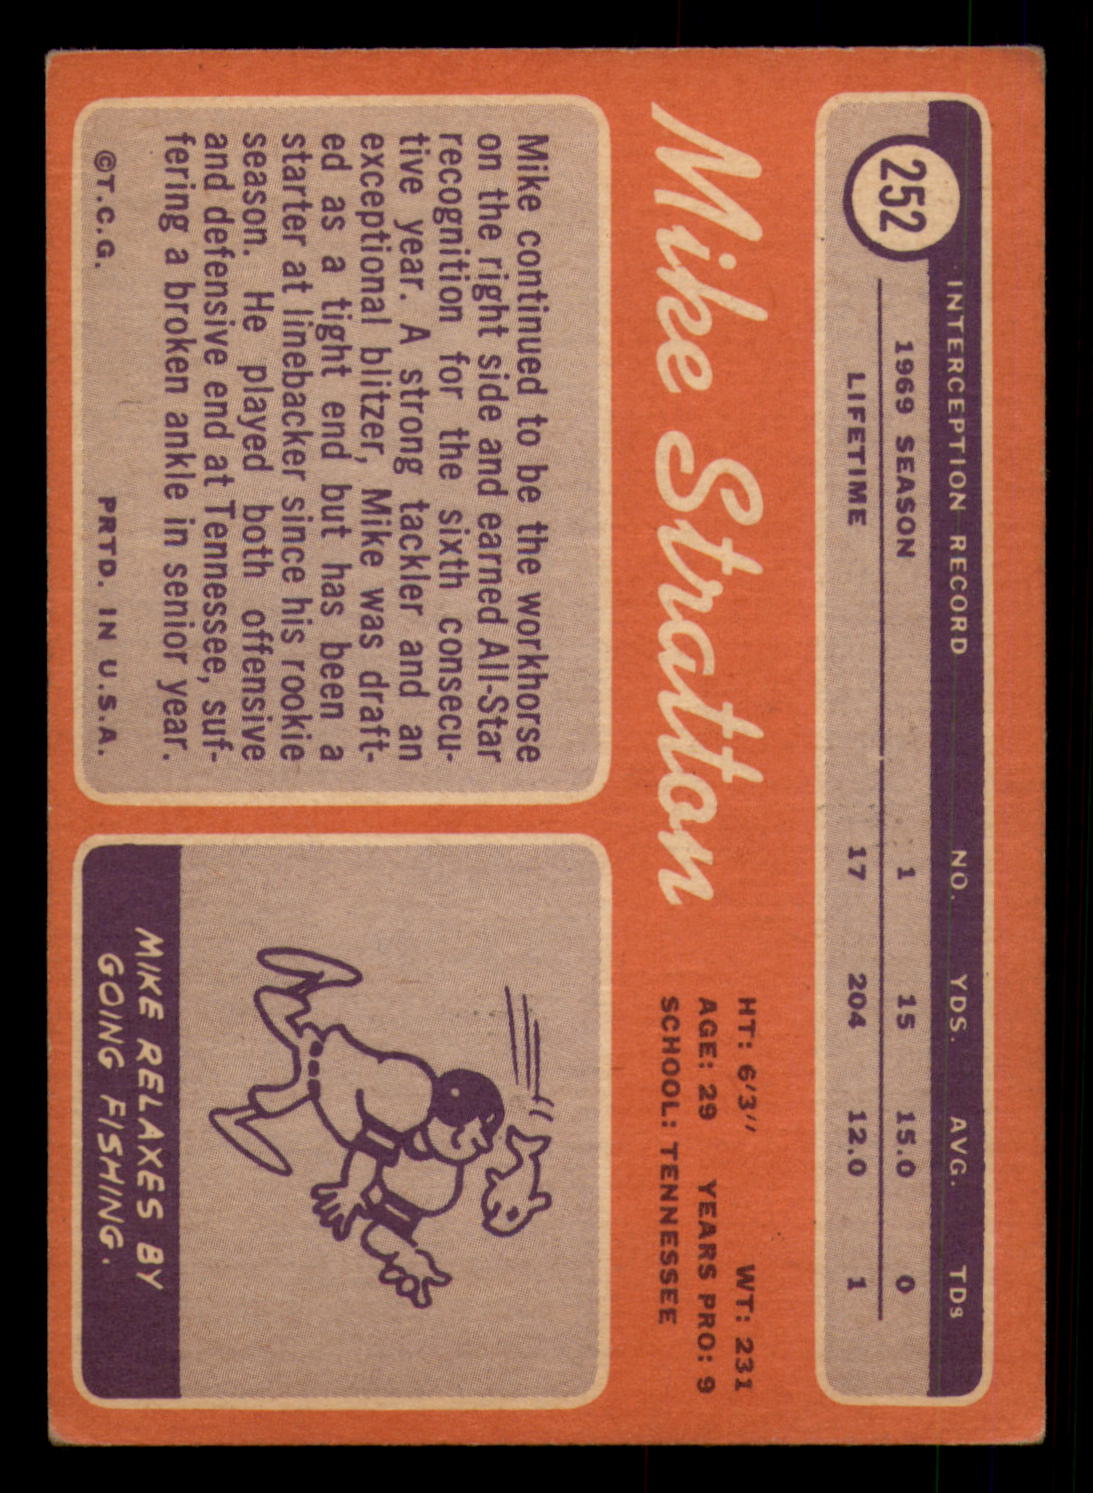 252
INTERCEPTION RECORD NO. YDS. AVG. TDs
1969 SEASON 1 15 15.0 0
LIFETIME 17 204 12.0 1
Mike Stratton
HT: 6'3" WT: 231
AGE: 29 YEARS PRO: 9
SCHOOL: TENNESSEE
Mike continued to be the workhorse
on the right side and earned All-Star
recognition for the sixth consecu-
tive year. A strong tackler and an
exceptional blitzer, Mike was draft-
ed as a tight end but has been a
starter at linebacker since his rookie
season. He played both offensive
and defensive end at Tennessee, suf-
fering a broken ankle in senior year.
©T.C.G. PRTD. IN U.S.A.
MIKE RELAXES BY
GOING FISHING.